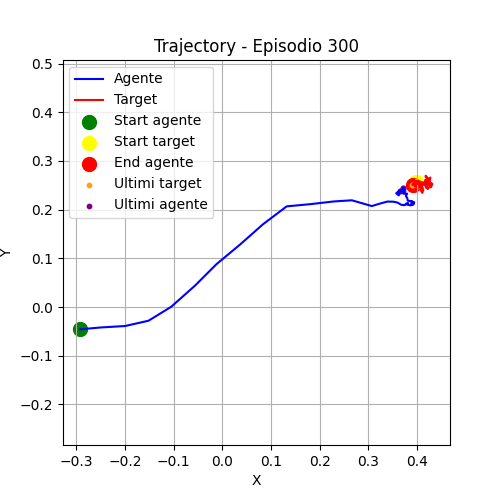 Trajectory - Episodio 300
0.5
0.4
0.3
0.2
0.1
0.0
−0.1
−0.2
Y
Agente
Target
Start agente
Start target
End agente
Ultimi target
Ultimi agente
−0.3 −0.2 −0.1 0.0 0.1 0.2 0.3 0.4
X